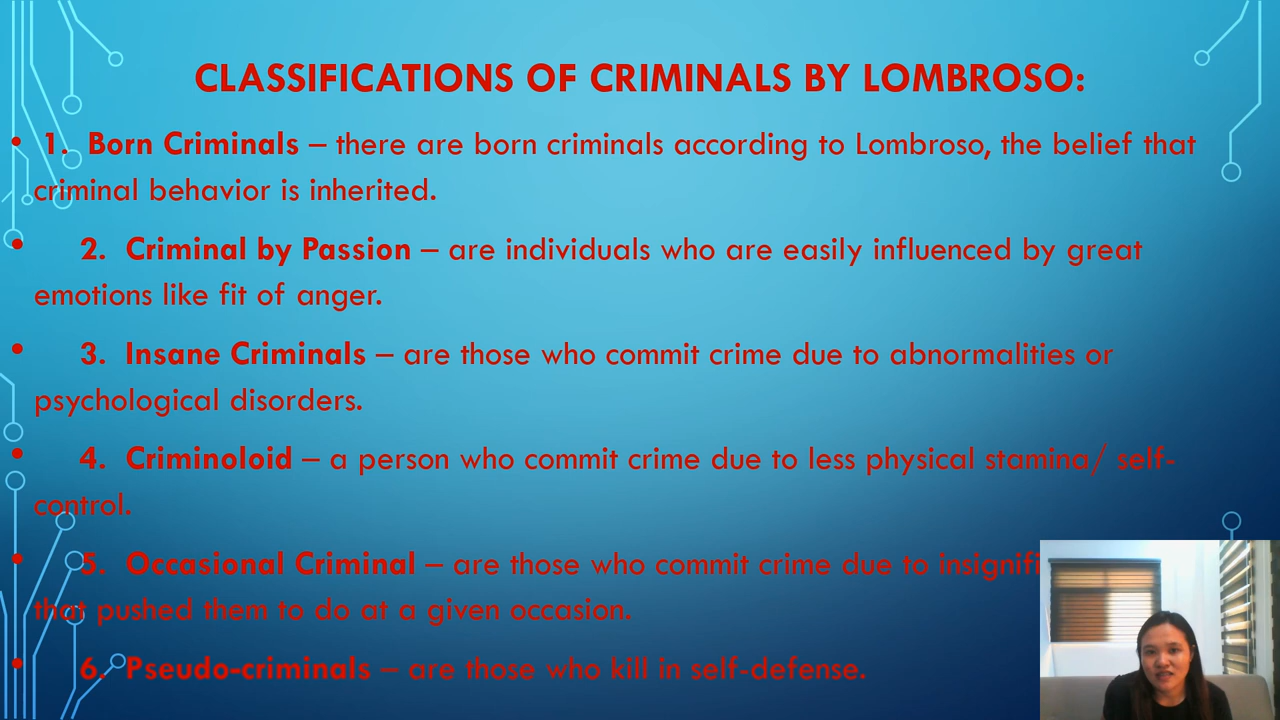 CLASSIFICATIONS OF CRIMINALS BY LOMBROSO:
• 1. Born Criminals – there are born criminals according to Lombroso, the belief that
criminal behavior is inherited.
• 2. Criminal by Passion – are individuals who are easily influenced by great
emotions like fit of anger.
• 3. Insane Criminals – are those who commit crime due to abnormalities or
psychological disorders.
• 4. Criminoloid – a person who commit crime due to less physical stamina/ self-
control.
• 5. Occasional Criminal – are those who commit crime due to
that pushed them to do at a given occasion.
• 6. Pseudo-criminals – are those who kill in self-defense.